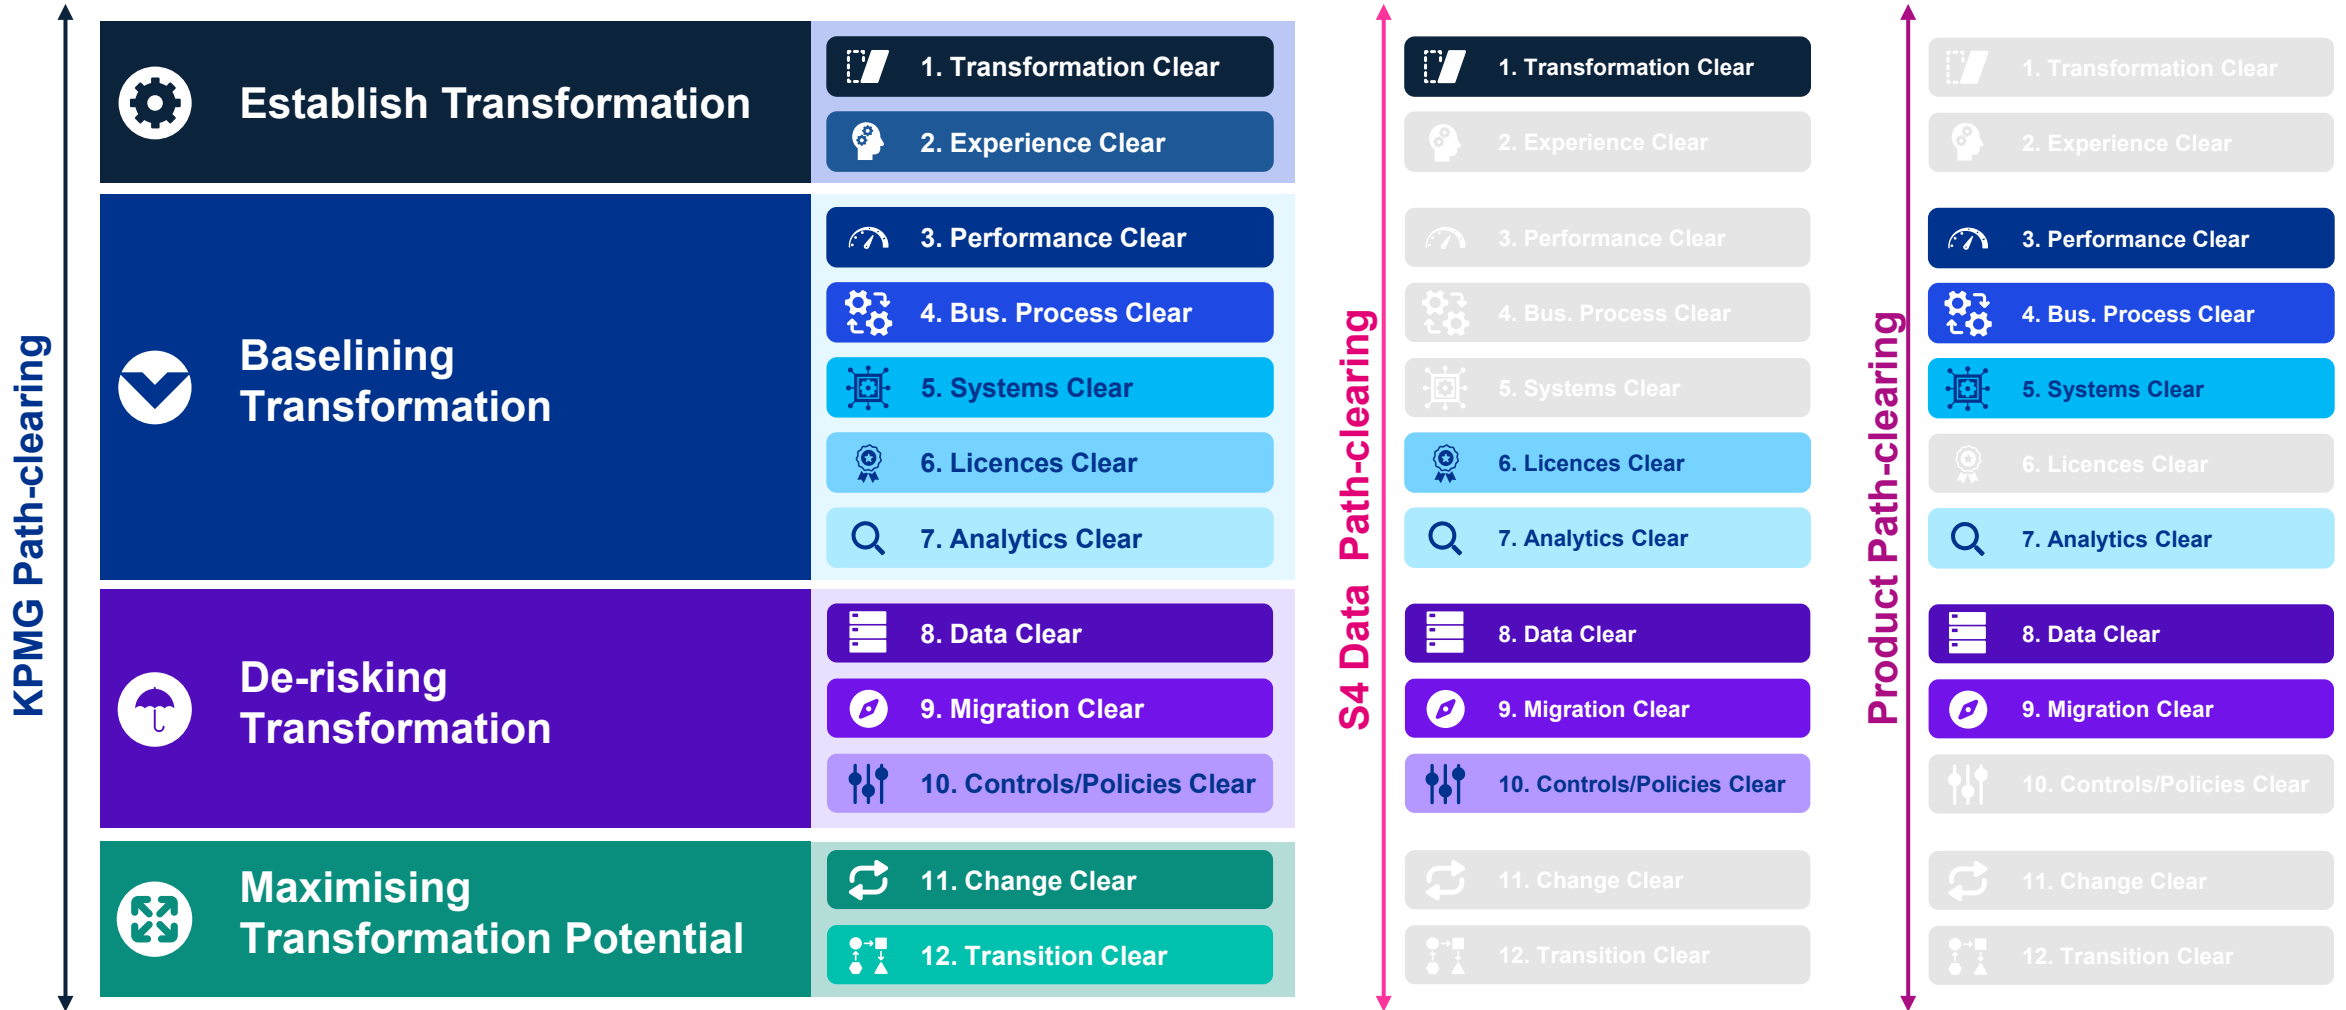 KPMG Path-clearing
Establish Transformation
1. Transformation Clear
2. Experience Clear
Baselining
Transformation
3. Performance Clear
4. Bus. Process Clear
5. Systems Clear
6. Licences Clear
7. Analytics Clear
De-risking
Transformation
8. Data Clear
9. Migration Clear
10. Controls/Policies Clear
Maximising
Transformation Potential
11. Change Clear
12. Transition Clear
S4 Data Path-clearing
1. Transformation Clear
2. Experience Clear
3. Performance Clear
4. Bus. Process Clear
5. Systems Clear
6. Licences Clear
7. Analytics Clear
8. Data Clear
9. Migration Clear
10. Controls/Policies Clear
11. Change Clear
12. Transition Clear
Product Path-clearing
1. Transformation Clear
2. Experience Clear
3. Performance Clear
4. Bus. Process Clear
5. Systems Clear
6. Licences Clear
7. Analytics Clear
8. Data Clear
9. Migration Clear
10. Controls/Policies Clear
11. Change Clear
12. Transition Clear